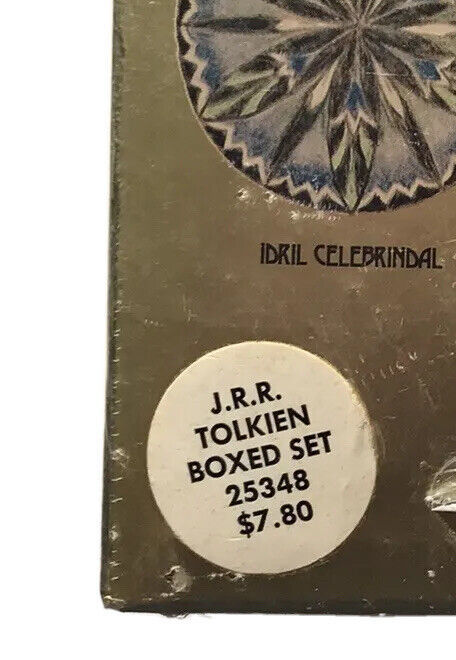 IDRIL CELEBRINDAL
J.R.R.
TOLKIEN
BOXED SET
25348
$7.80